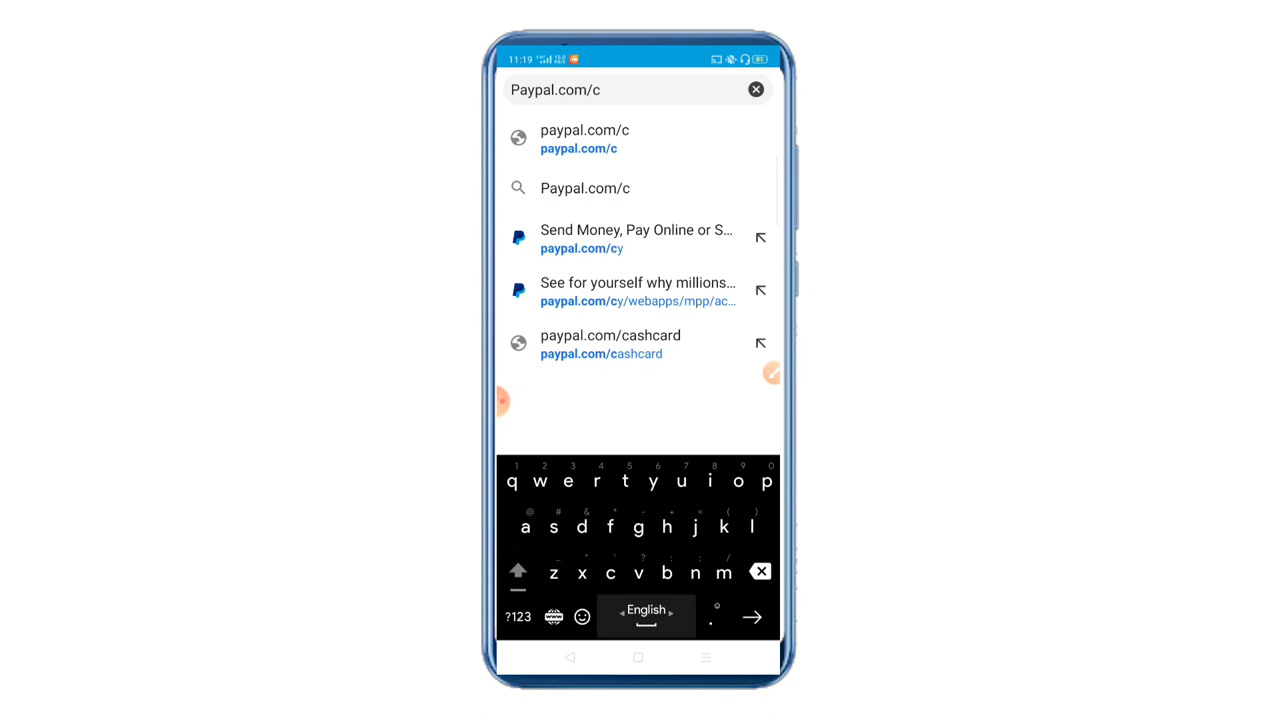 11:19
Paypal.com/c
paypal.com/c
paypal.com/c
Paypal.com/c
Send Money, Pay Online or S...
paypal.com/cy
See for yourself why millions...
paypal.com/cy/webapps/mpp/ac...
paypal.com/cashcard
paypal.com/cashcard
1 2 3 4 5 6 7 8 9 0
q w e r t y u i o p
@ # & * - + = ( )
a s d f g h j k l
z x c v b n m
?123 www English .